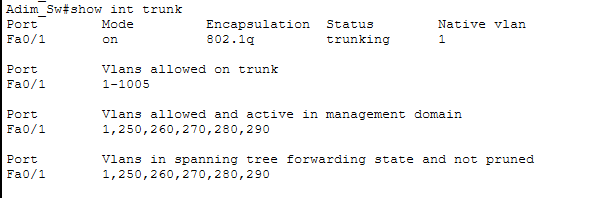 Adim_Sw#show int trunk
Port        Mode         Encapsulation  Status        Native vlan
Fa0/1       on           802.1q         trunking      1
Port        Vlans allowed on trunk
Fa0/1       1-1005
Port        Vlans allowed and active in management domain
Fa0/1       1,250,260,270,280,290
Port        Vlans in spanning tree forwarding state and not pruned
Fa0/1       1,250,260,270,280,290